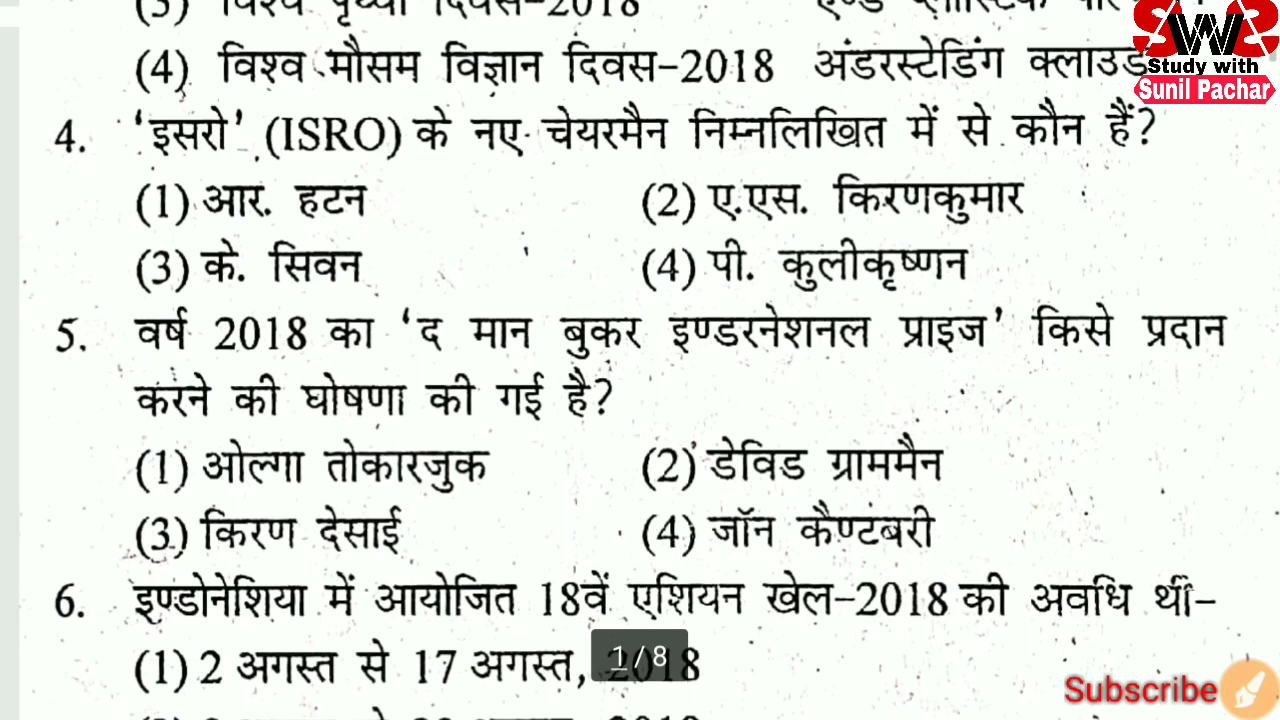 (4) विश्व मौसम विज्ञान दिवस-2018 अंडरस्टेडिंग क्लाउड
Study with
Sunil Pachar
4. 'इसरो' (ISRO) के नए चेयरमैन निम्नलिखित में से कौन हैं?
(1) आर. हटन (2) ए.एस. किरणकुमार
(3) के. सिवन (4) पी. कुलीकृष्णन
5. वर्ष 2018 का 'द मान बुकर इण्डरनेशनल प्राइज' किसे प्रदान
करने की घोषणा की गई है?
(1) ओल्गा तोकारजुक (2) डेविड ग्राममैन
(3) किरण देसाई (4) जॉन कैण्टबरी
6. इण्डोनेशिया में आयोजित 18वें एशियन खेल-2018 की अवधि थी-
(1) 2 अगस्त से 17 अगस्त, 2018
1/8
Subscribe